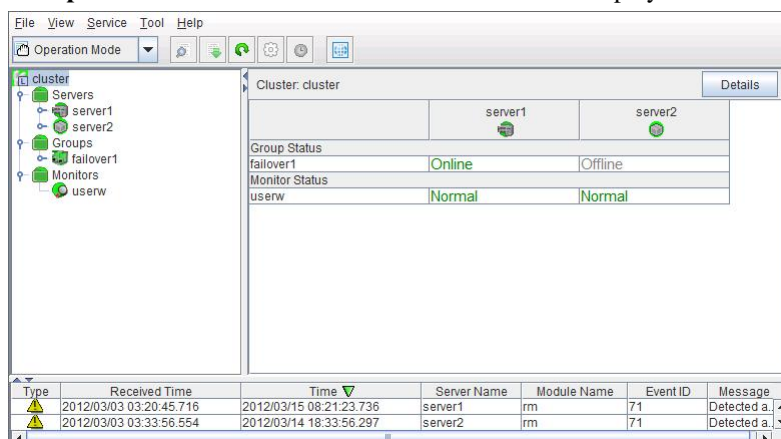 File View Service Tool Help
Operation Mode
cluster
Servers
server1
server2
Groups
failover1
Monitors
userw
Cluster: cluster
Details
server1 server2
Group Status
failover1 Online Offline
Monitor Status
userw Normal Normal
Type Received Time Time Server Name Module Name Event ID Message
2012/03/03 03:20:45.716 2012/03/15 08:21:23.736 server1 rm 71 Detected a..
2012/03/03 03:33:56.554 2012/03/14 18:33:56.297 server2 rm 71 Detected a..